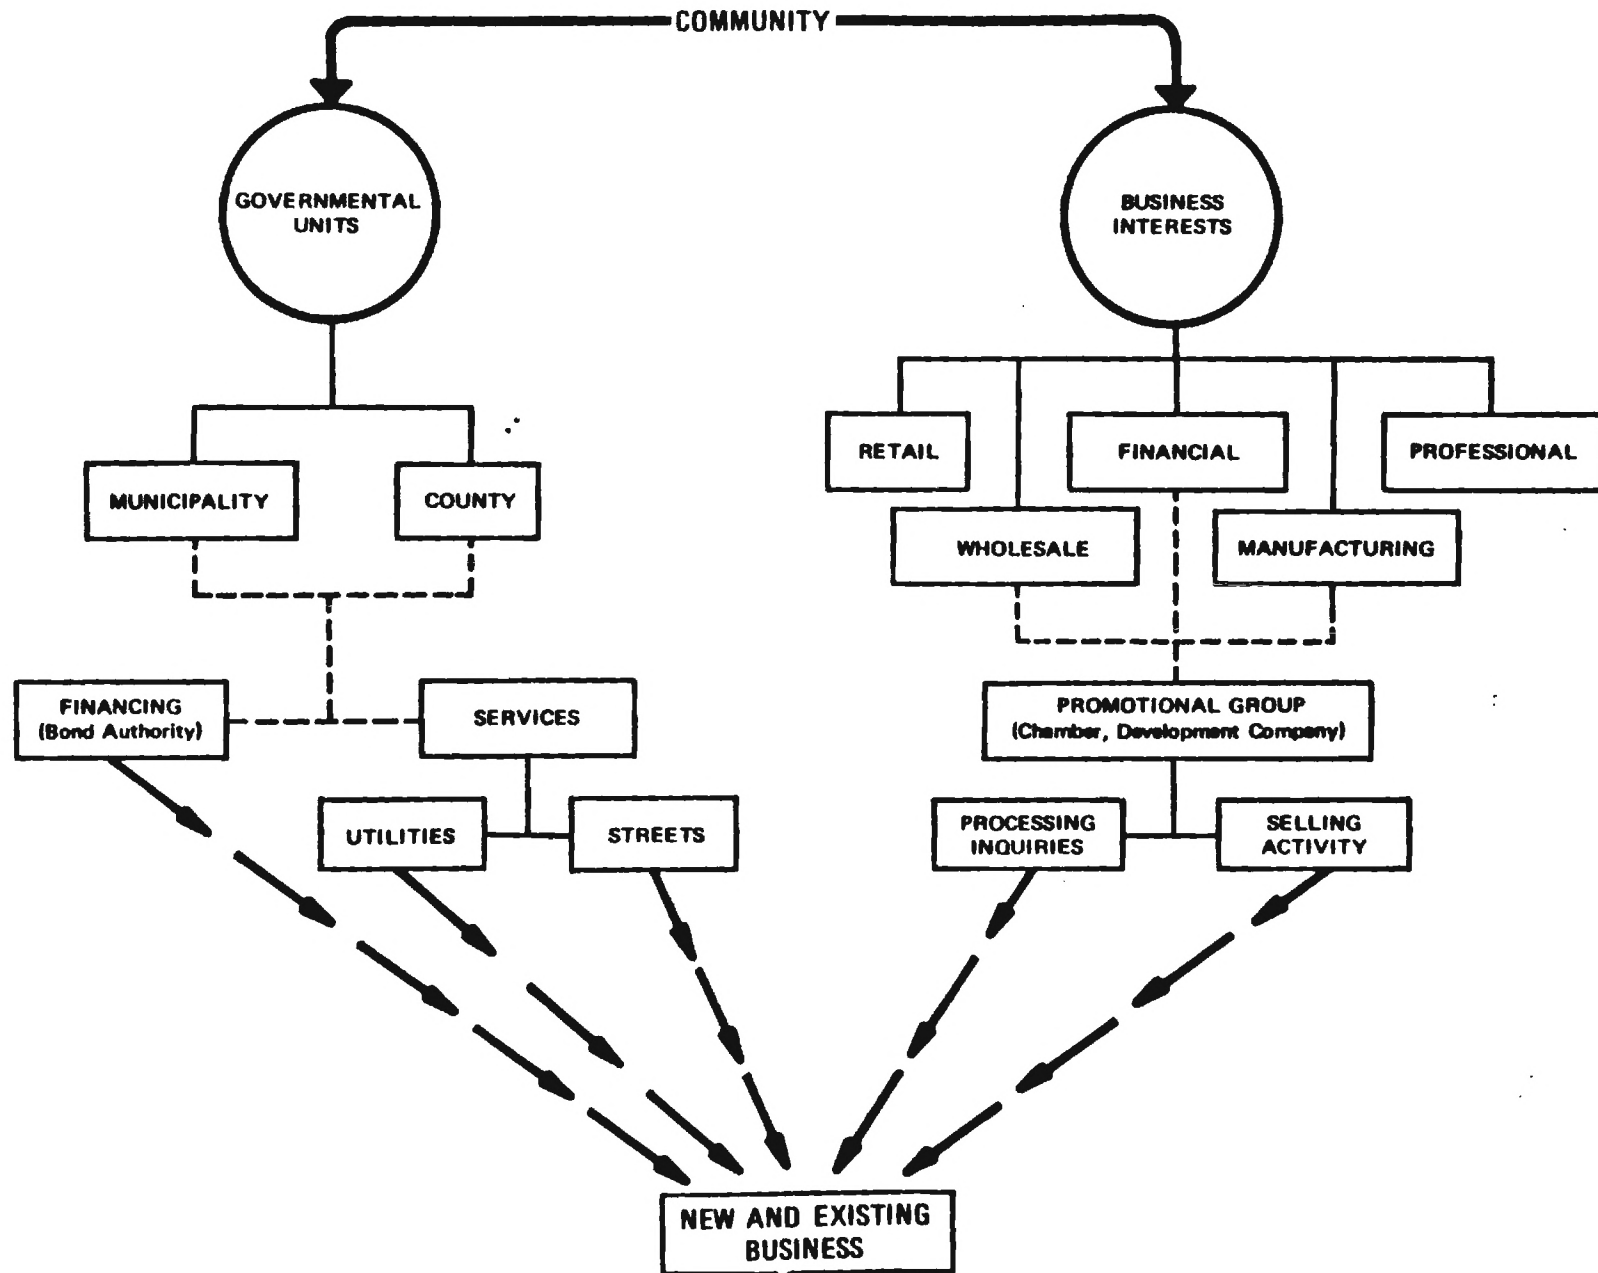 COMMUNITY
GOVERNMENTAL
UNITS
BUSINESS
INTERESTS
RETAIL
FINANCIAL
PROFESSIONAL
MUNICIPALITY
COUNTY
WHOLESALE
MANUFACTURING
FINANCING
(Bond Authority)
SERVICES
PROMOTIONAL GROUP
(Chamber, Development Company)
UTILITIES
STREETS
PROCESSING
INQUIRIES
SELLING
ACTIVITY
NEW AND EXISTING
BUSINESS